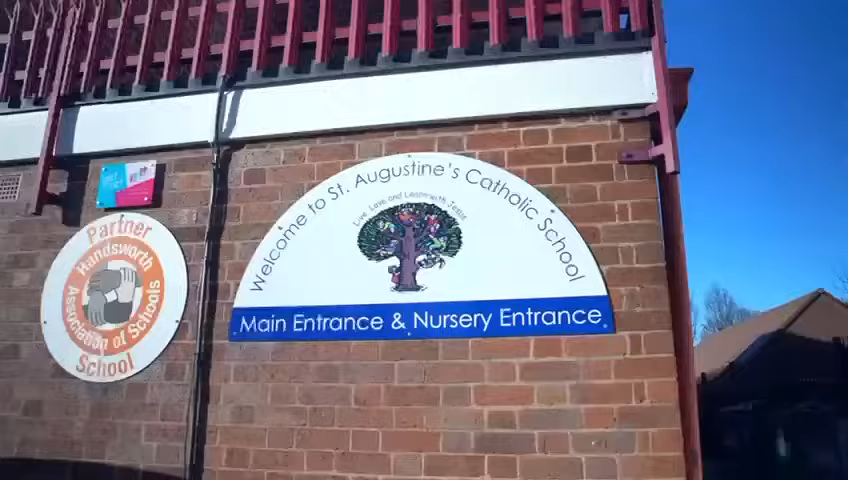 Partner
Handsworth
Association of Schools
School
Welcome to St. Augustine's Catholic School
Live, Love and Learn with Jesus
Main Entrance & Nursery Entrance